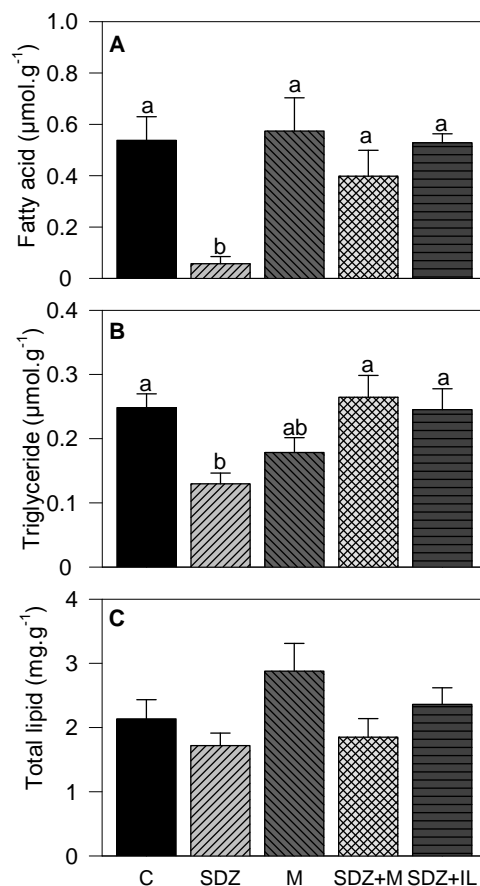 A
Fatty acid (µmol.g⁻¹)
1.0
0.8
0.6
0.4
0.2
0
a
b
a
a
a
B
Triglyceride (µmol.g⁻¹)
0.4
0.3
0.2
0.1
0
a
b
ab
a
a
C
Total lipid (mg.g⁻¹)
4
3
2
1
0
C SDZ M SDZ+M SDZ+IL